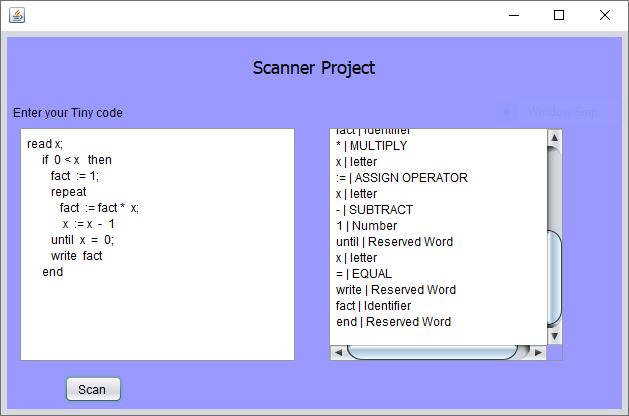 Scanner Project
Enter your Tiny code
Window Snip
read x;
if 0 < x then
fact := 1;
repeat
fact := fact * x;
x := x - 1
until x = 0;
write fact
end
fact | Identifier
* | MULTIPLY
x | letter
:= | ASSIGN OPERATOR
x | letter
- | SUBTRACT
1 | Number
until | Reserved Word
x | letter
= | EQUAL
write | Reserved Word
fact | Identifier
end | Reserved Word
Scan